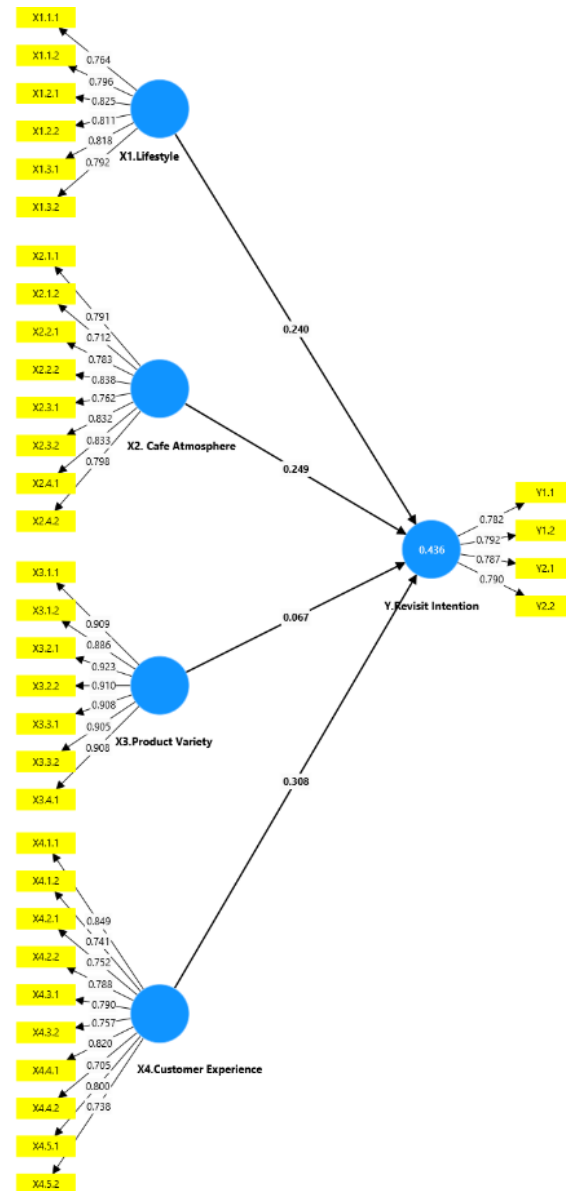 X1.1.1
X1.1.2
X1.2.1
X1.2.2
X1.3.1
X1.3.2
0.764
0.796
0.825
0.811
0.818
0.792
X1.Lifestyle
0.240
X2.1.1
X2.1.2
X2.2.1
X2.2.2
X2.3.1
X2.3.2
X2.4.1
X2.4.2
0.791
0.712
0.783
0.838
0.762
0.832
0.833
0.798
X2. Cafe Atmosphere
0.249
X3.1.1
X3.1.2
X3.2.1
X3.2.2
X3.3.1
X3.3.2
X3.4.1
0.909
0.886
0.923
0.910
0.908
0.905
0.908
X3.Product Variety
0.067
X4.1.1
X4.1.2
X4.2.1
X4.2.2
X4.3.1
X4.3.2
X4.4.1
X4.4.2
X4.5.1
X4.5.2
0.849
0.741
0.752
0.788
0.790
0.757
0.820
0.705
0.800
0.738
X4.Customer Experience
0.308
0.436
Y.Revisit Intention
0.782
0.792
0.787
0.790
Y1.1
Y1.2
Y2.1
Y2.2